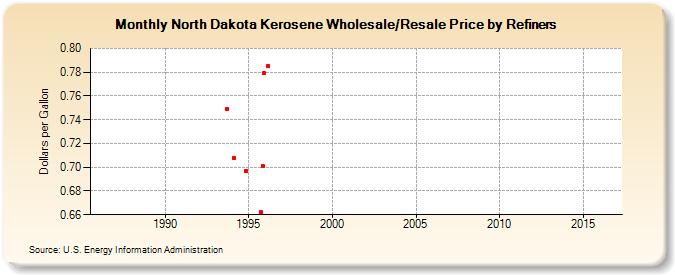 Monthly North Dakota Kerosene Wholesale/Resale Price by Refiners
Dollars per Gallon
0.80
0.78
0.76
0.74
0.72
0.70
0.68
0.66
1990 1995 2000 2005 2010 2015
Source: U.S. Energy Information Administration